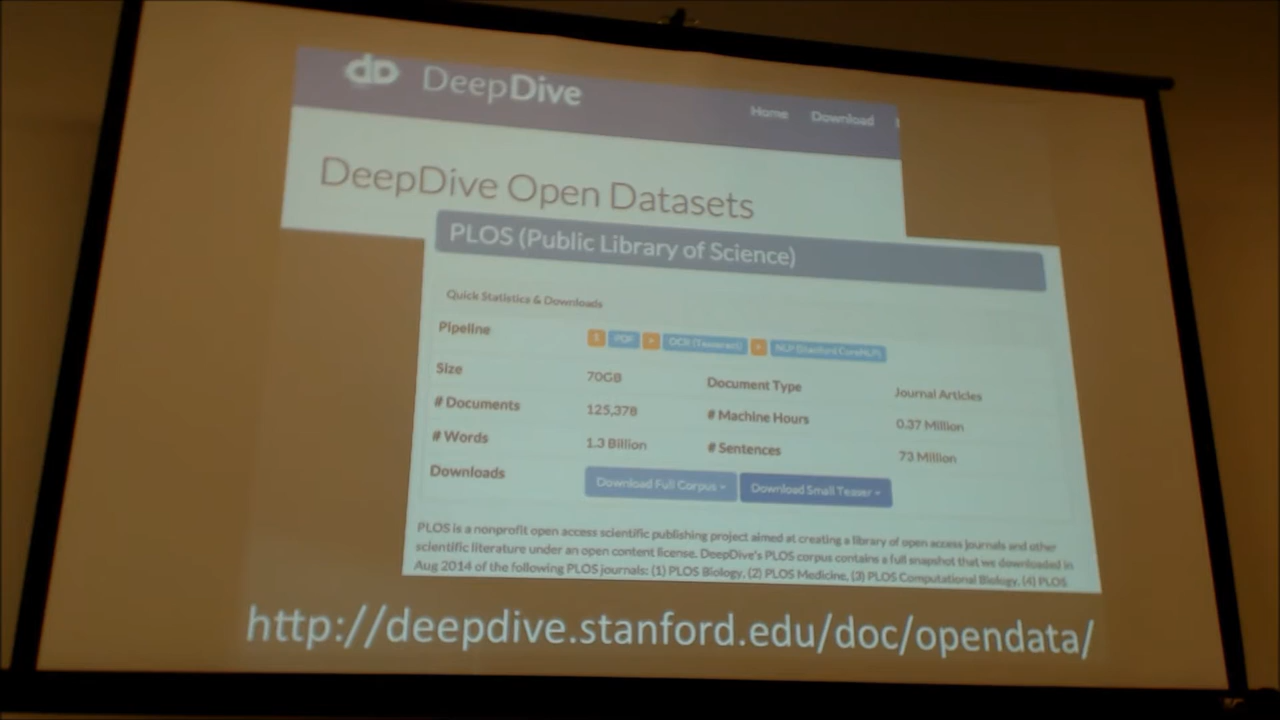 dd DeepDive
Home Download
DeepDive Open Datasets
PLOS (Public Library of Science)
Quick Statistics & Downloads
Pipeline PDF OCR (Tesseract) NLP (Stanford CoreNLP)
Size 70GB Document Type Journal Articles
# Documents 125,378 # Machine Hours 0.37 Million
# Words 1.3 Billion # Sentences 73 Million
Downloads Download Full Corpus Download Small Teaser
PLOS is a nonprofit open access scientific publishing project aimed at creating a library of open access journals and other
scientific literature under an open content license. DeepDive's PLOS corpus contains a full snapshot that we downloaded in
Aug 2014 of the following PLOS journals: (1) PLOS Biology, (2) PLOS Medicine, (3) PLOS Computational Biology, (4) PLOS
http://deepdive.stanford.edu/doc/opendata/